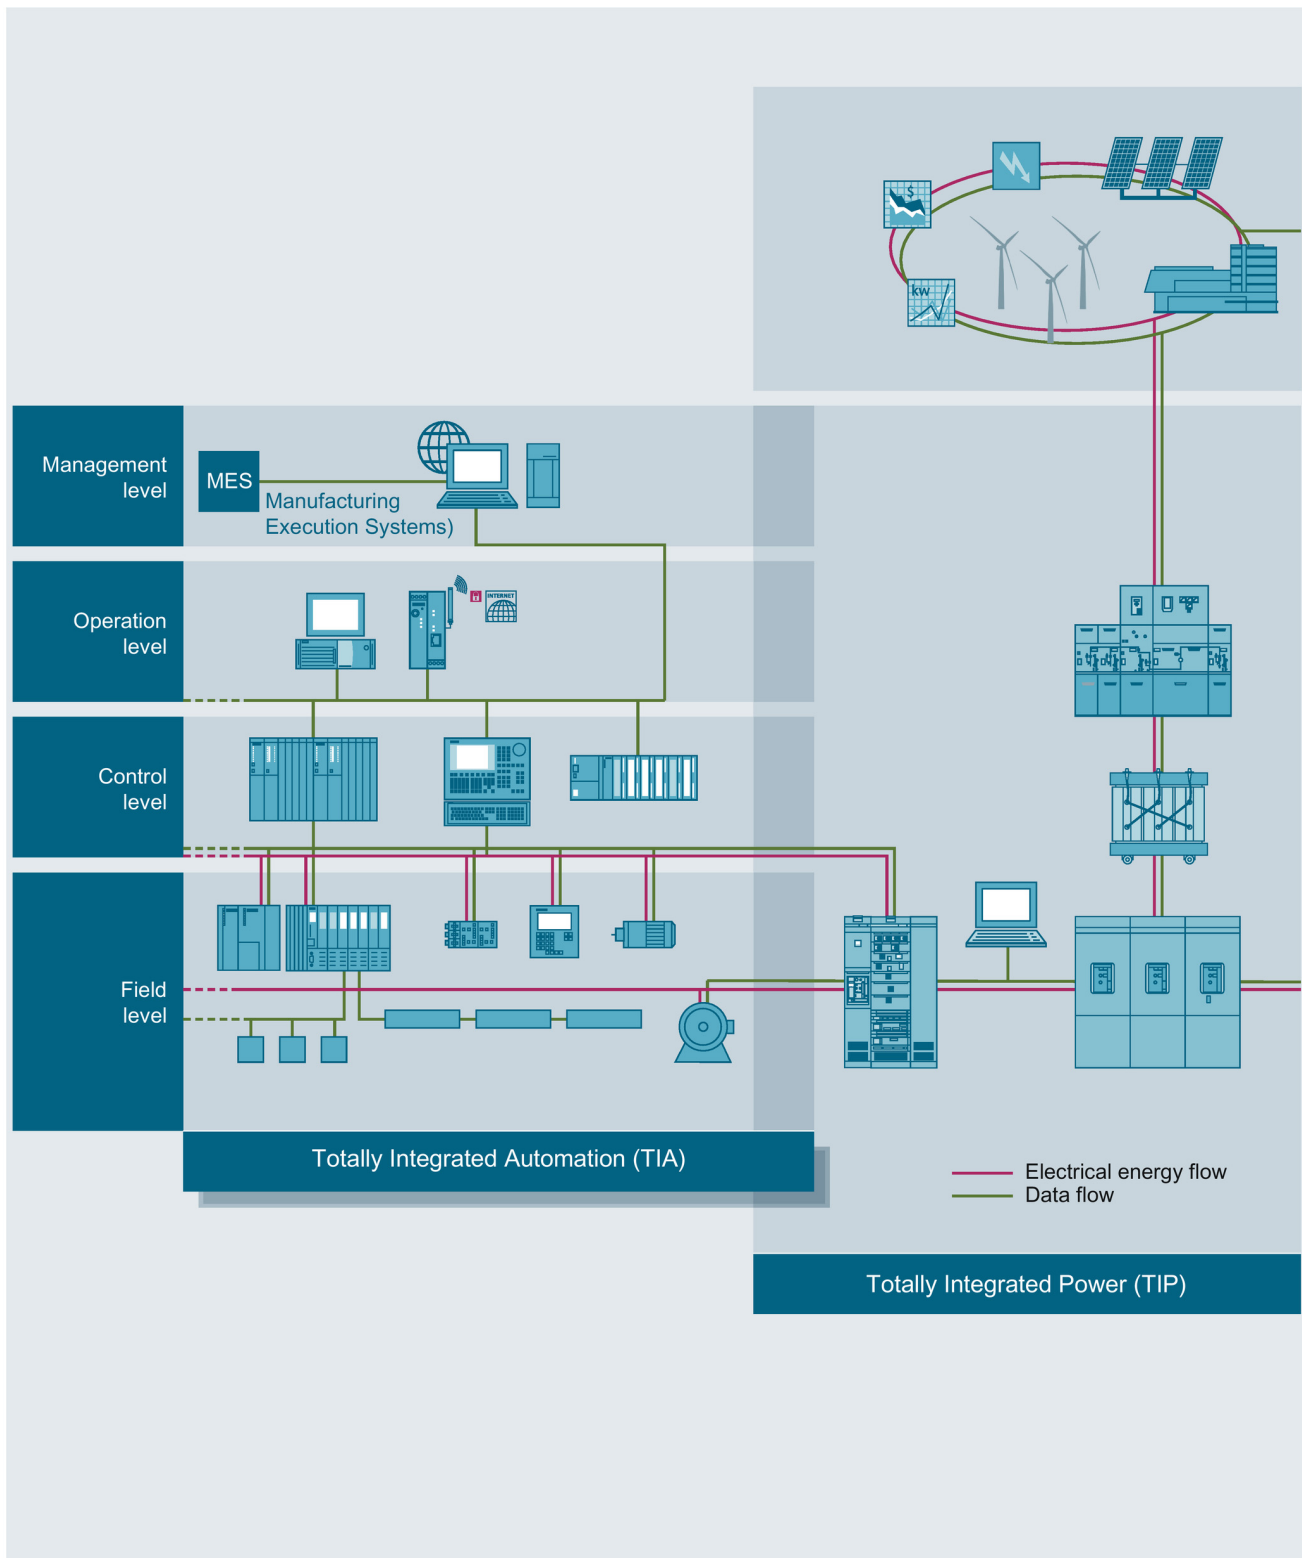 $
kw
Management
level
MES
Manufacturing
Execution Systems)
Operation
level
INTERNET
Control
level
Field
level
Totally Integrated Automation (TIA)
Electrical energy flow
Data flow
Totally Integrated Power (TIP)